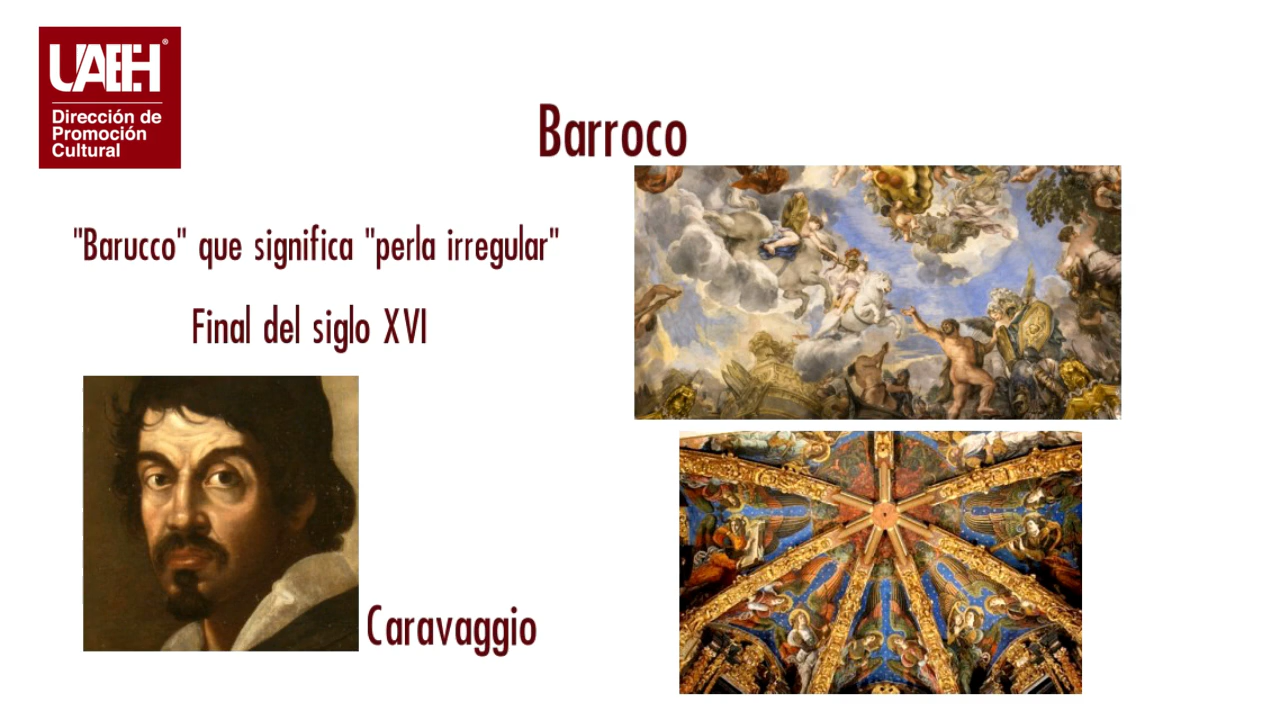 UAEH®
Dirección de
Promoción
Cultural
Barroco
"Barucco" que significa "perla irregular"
Final del siglo XVI
Caravaggio